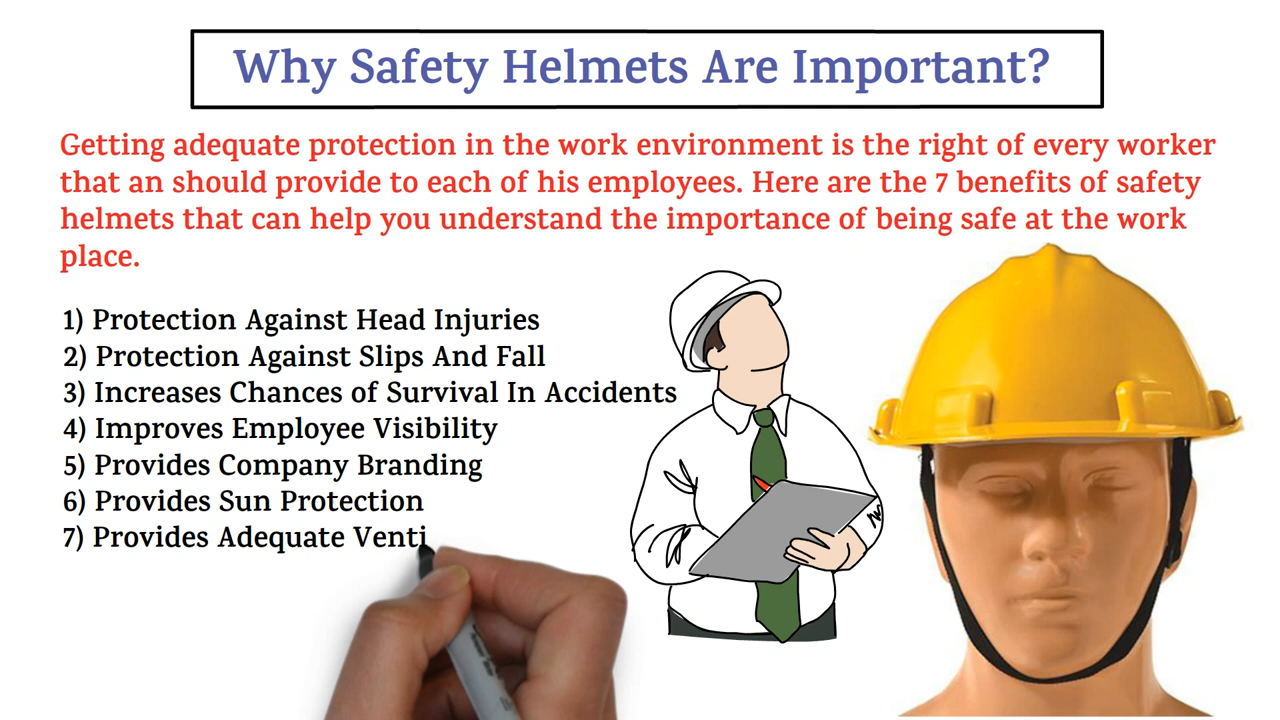 Why Safety Helmets Are Important?
Getting adequate protection in the work environment is the right of every worker
that an should provide to each of his employees. Here are the 7 benefits of safety
helmets that can help you understand the importance of being safe at the work
place.
1) Protection Against Head Injuries
2) Protection Against Slips And Fall
3) Increases Chances of Survival In Accidents
4) Improves Employee Visibility
5) Provides Company Branding
6) Provides Sun Protection
7) Provides Adequate Venti